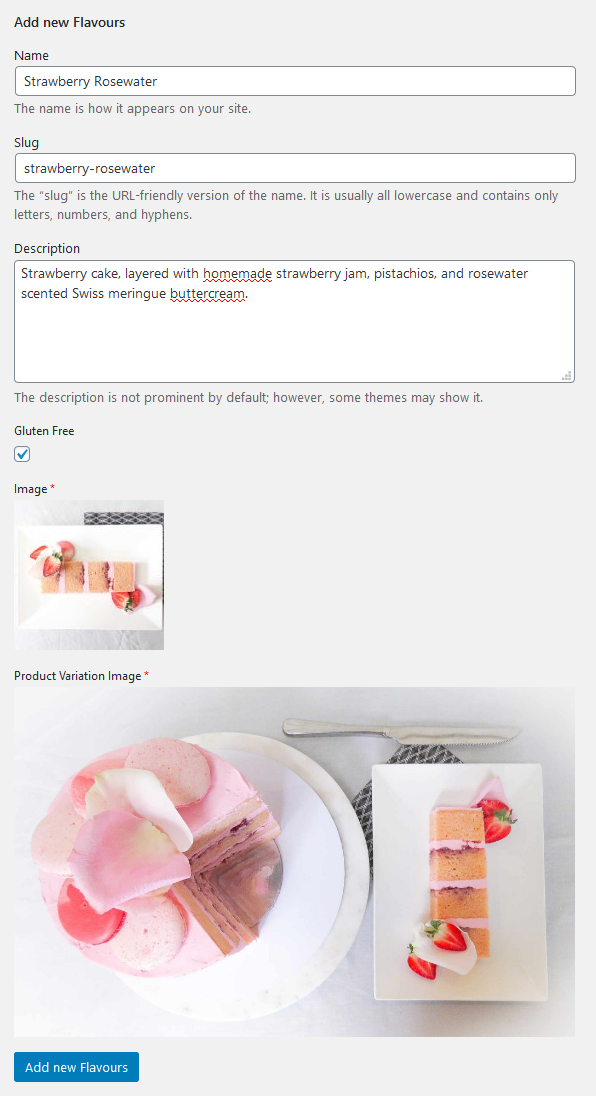 Add new Flavours
Name
Strawberry Rosewater
The name is how it appears on your site.
Slug
strawberry-rosewater
The “slug” is the URL-friendly version of the name. It is usually all lowercase and contains only
letters, numbers, and hyphens.
Description
Strawberry cake, layered with homemade strawberry jam, pistachios, and rosewater
scented Swiss meringue buttercream.
The description is not prominent by default; however, some themes may show it.
Gluten Free
Image *
Product Variation Image *
Add new Flavours